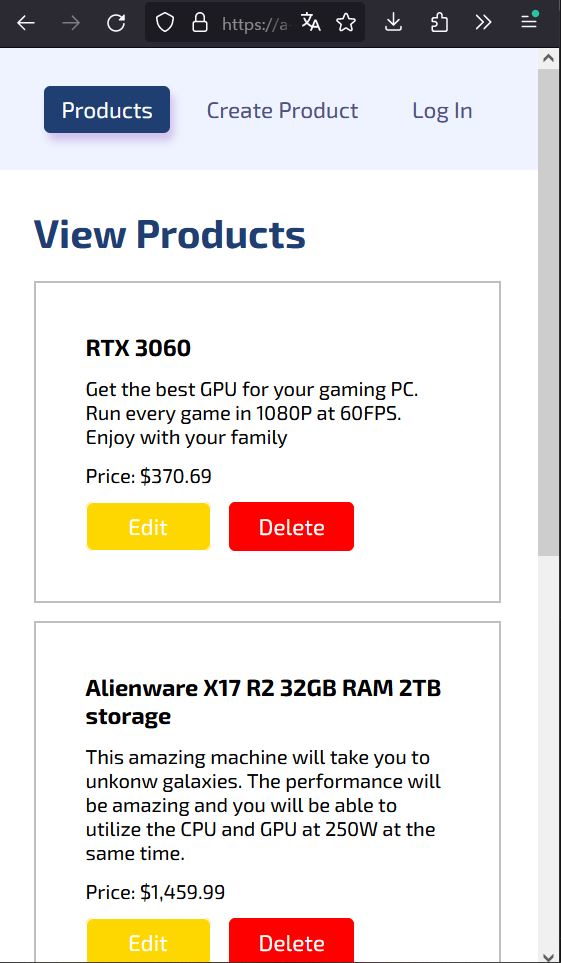 https://a
Products Create Product Log In
View Products
RTX 3060
Get the best GPU for your gaming PC.
Run every game in 1080P at 60FPS.
Enjoy with your family
Price: $370.69
Edit Delete
Alienware X17 R2 32GB RAM 2TB
storage
This amazing machine will take you to
unkonw galaxies. The performance will
be amazing and you will be able to
utilize the CPU and GPU at 250W at the
same time.
Price: $1,459.99
Edit Delete